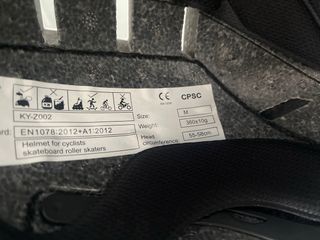 CE CPSC
KY-Z002
Size: M
rd: EN1078:2012+A1:2012
Weight: 360±10g
Helmet for cyclists
skateboard roller skaters
Head circumference: 55-58cm